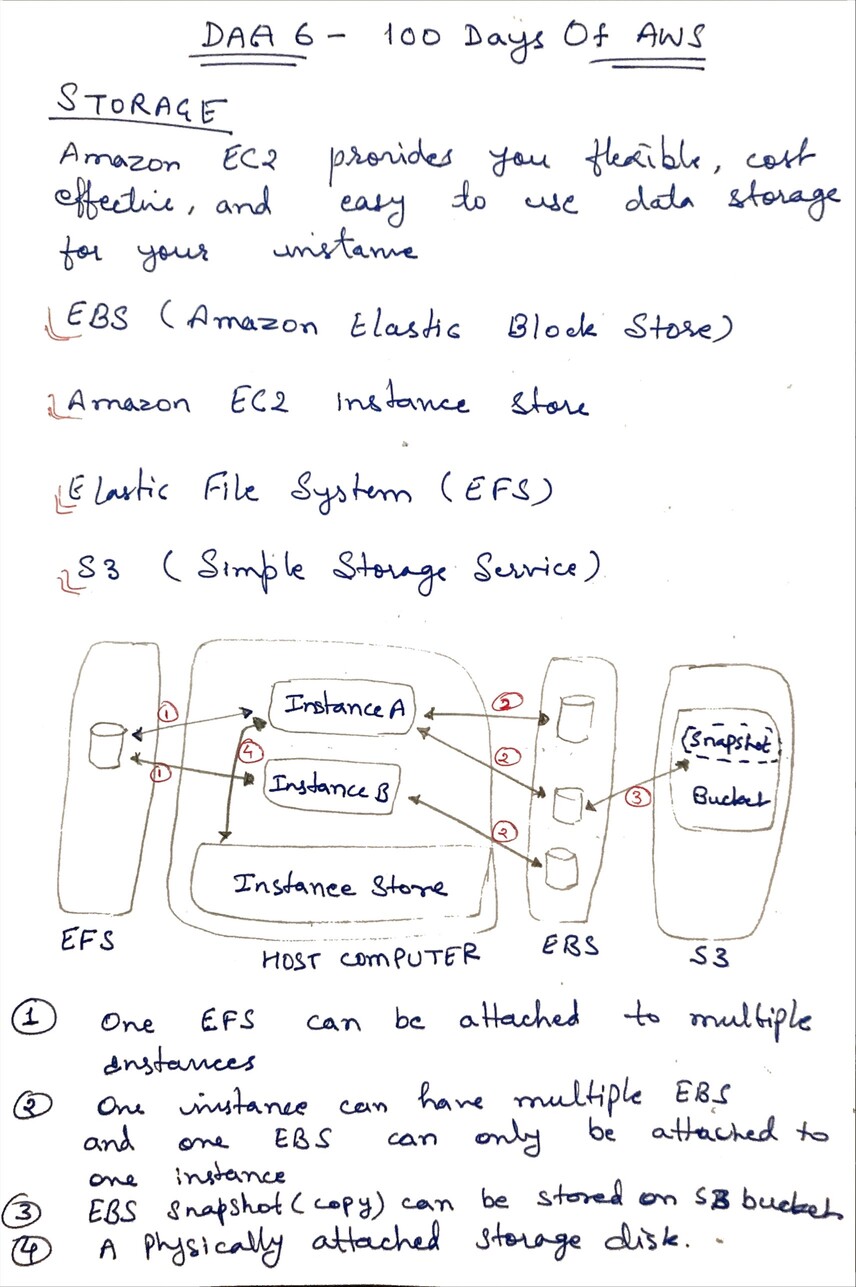 DAY 6 - 100 Days Of AWS
STORAGE
Amazon EC2 provides you flexible, cost
effective, and easy to use data storage
for your instance
EBS (Amazon Elastic Block Store)
Amazon EC2 instance store
Elastic File System (EFS)
S3 (Simple Storage Service)
1 Instance A 2
4
Snapshot
1 Instance B 2
3 Bucket
2
Instance Store
EFS HOST COMPUTER EBS S3
1 One EFS can be attached to multiple
instances
2 One instance can have multiple EBS
and one EBS can only be attached to
one instance
3 EBS snapshot (copy) can be stored on S3 bucket
4 A Physically attached storage disk.